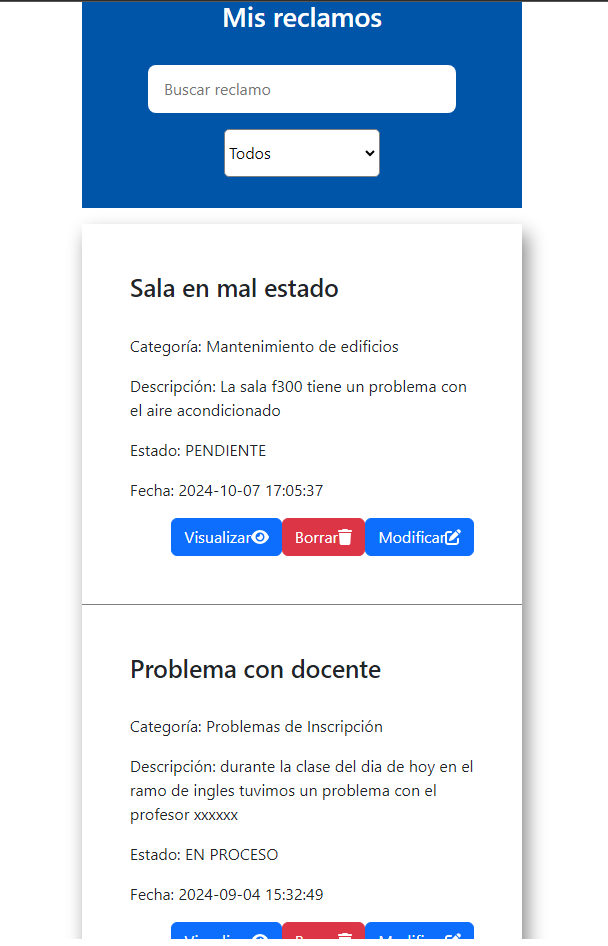 Mis reclamos
Buscar reclamo
Todos
Sala en mal estado
Categoría: Mantenimiento de edificios
Descripción: La sala f300 tiene un problema con
el aire acondicionado
Estado: PENDIENTE
Fecha: 2024-10-07 17:05:37
Visualizar Borrar Modificar
Problema con docente
Categoría: Problemas de Inscripción
Descripción: durante la clase del dia de hoy en el
ramo de ingles tuvimos un problema con el
profesor xxxxxx
Estado: EN PROCESO
Fecha: 2024-09-04 15:32:49
Visualizar Borrar Modificar